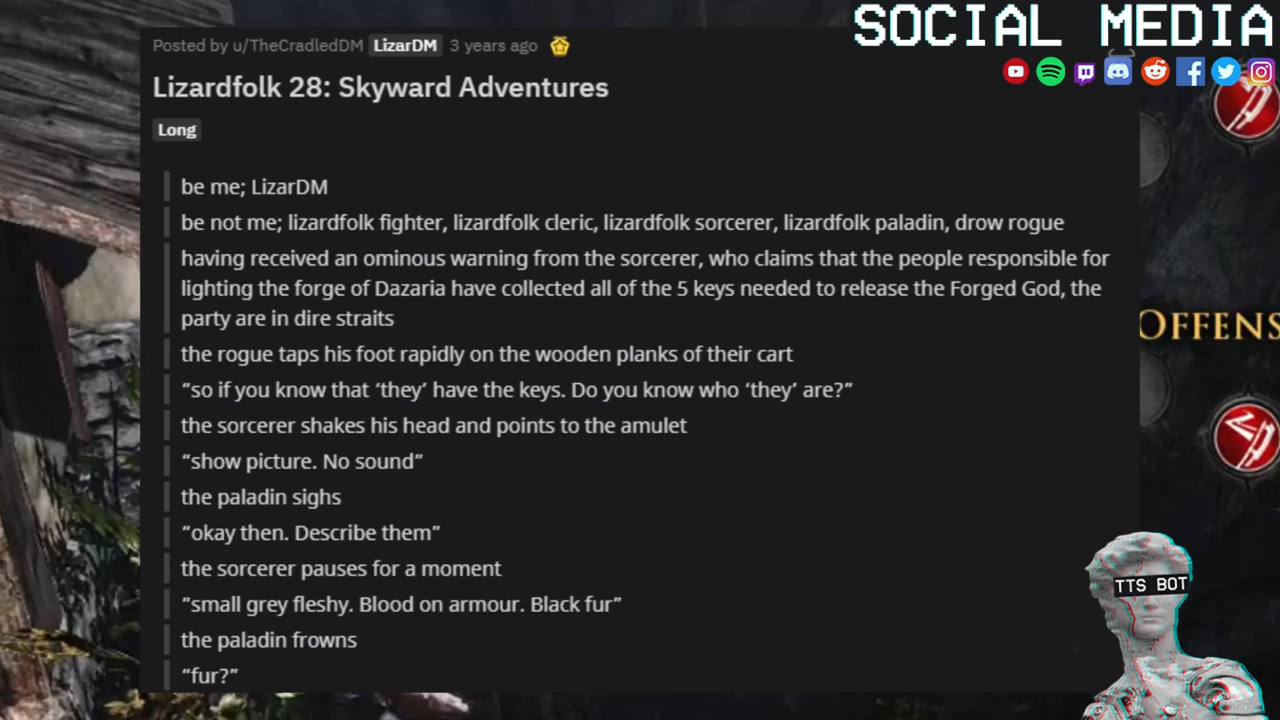 SOCIAL MEDIA
Posted by u/TheCradledDM LizarDM 3 years ago
Lizardfolk 28: Skyward Adventures
Long
be me; LizarDM
be not me; lizardfolk fighter, lizardfolk cleric, lizardfolk sorcerer, lizardfolk paladin, drow rogue
having received an ominous warning from the sorcerer, who claims that the people responsible for
lighting the forge of Dazaria have collected all of the 5 keys needed to release the Forged God, the
party are in dire straits
the rogue taps his foot rapidly on the wooden planks of their cart
“so if you know that ‘they’ have the keys. Do you know who ‘they’ are?”
the sorcerer shakes his head and points to the amulet
“show picture. No sound”
the paladin sighs
“okay then. Describe them”
the sorcerer pauses for a moment
“small grey fleshy. Blood on armour. Black fur”
the paladin frowns
“fur?”
OFFENS
TTS BOT